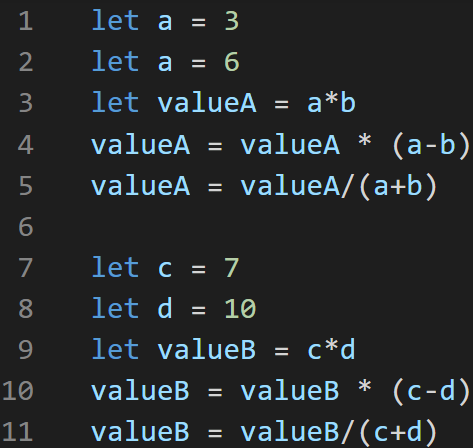 1 let a = 3
2 let a = 6
3 let valueA = a*b
4 valueA = valueA * (a-b)
5 valueA = valueA/(a+b)
6
7 let c = 7
8 let d = 10
9 let valueB = c*d
10 valueB = valueB * (c-d)
11 valueB = valueB/(c+d)